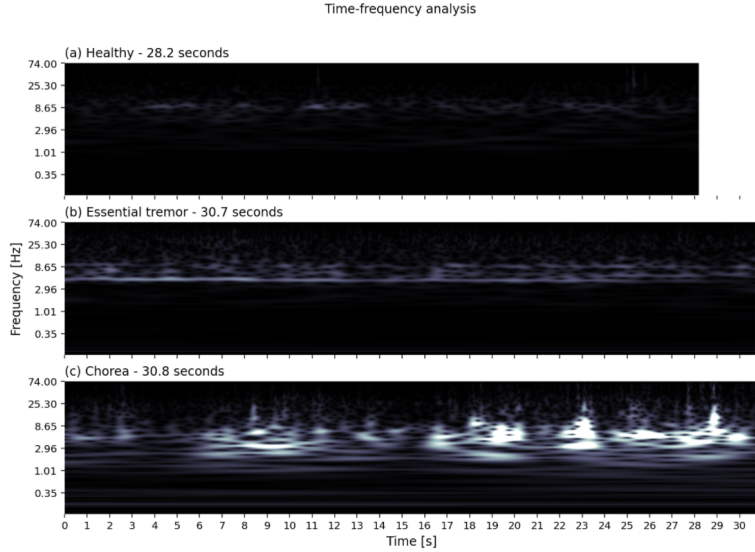 Time-frequency analysis
(a) Healthy - 28.2 seconds
74.00
25.30
8.65
2.96
1.01
0.35
(b) Essential tremor - 30.7 seconds
74.00
25.30
8.65
2.96
1.01
0.35
Frequency [Hz]
(c) Chorea - 30.8 seconds
74.00
25.30
8.65
2.96
1.01
0.35
0 1 2 3 4 5 6 7 8 9 10 11 12 13 14 15 16 17 18 19 20 21 22 23 24 25 26 27 28 29 30
Time [s]